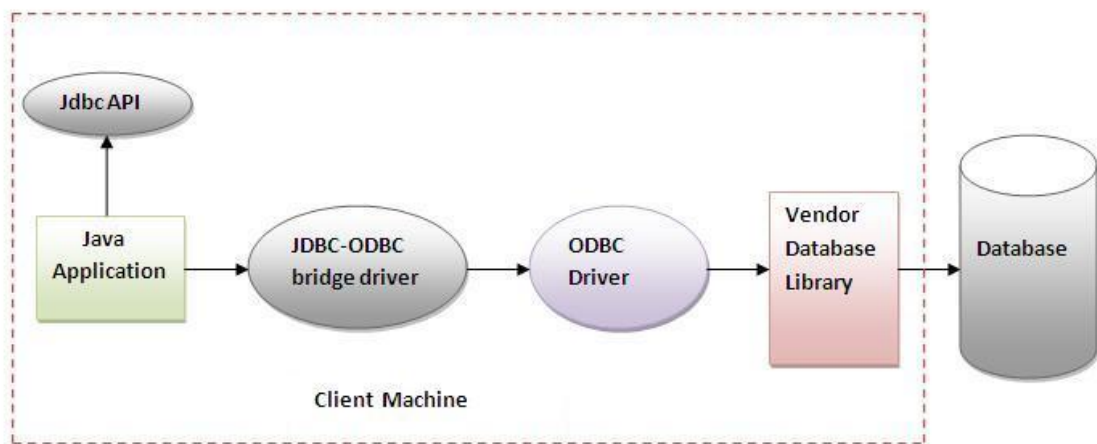 Jdbc API
Java
Application
JDBC-ODBC
bridge driver
ODBC
Driver
Vendor
Database
Library
Database
Client Machine